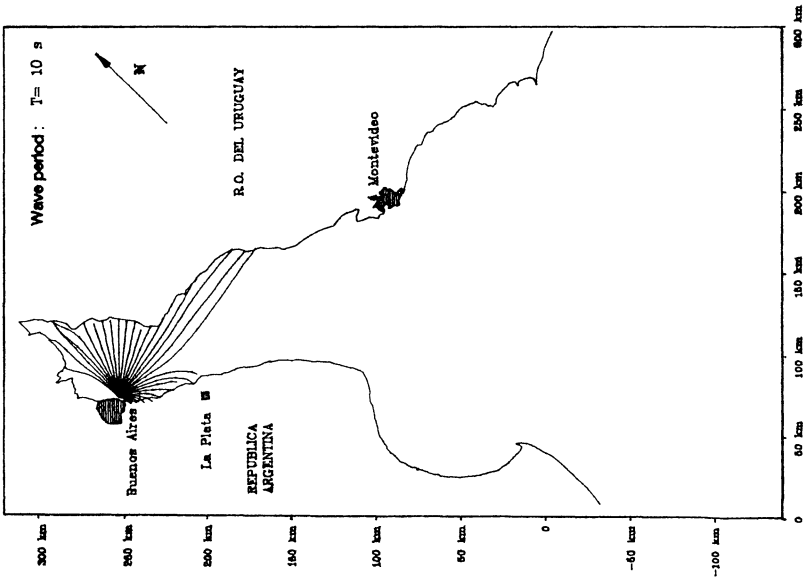 Wave period: T= 10 s
N
R.O. DEL URUGUAY
Montevideo
Buenos Aires
La Plata
REPUBLICA
ARGENTINA
300 km
250 km
200 km
150 km
100 km
50 km
0
-50 km
-100 km
0
50 km
100 km
150 km
200 km
250 km
300 km